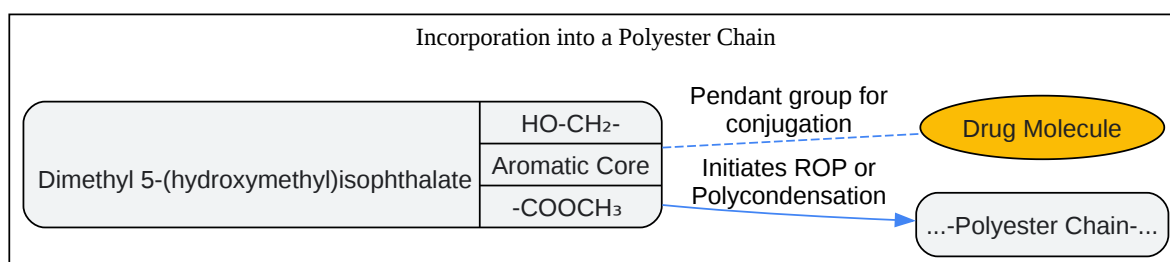 Incorporation into a Polyester Chain
Dimethyl 5-(hydroxymethyl)isophthalate
HO-CH₂-
Aromatic Core
-COOCH₃
Pendant group for
conjugation
Initiates ROP or
Polycondensation
Drug Molecule
...-Polyester Chain-...